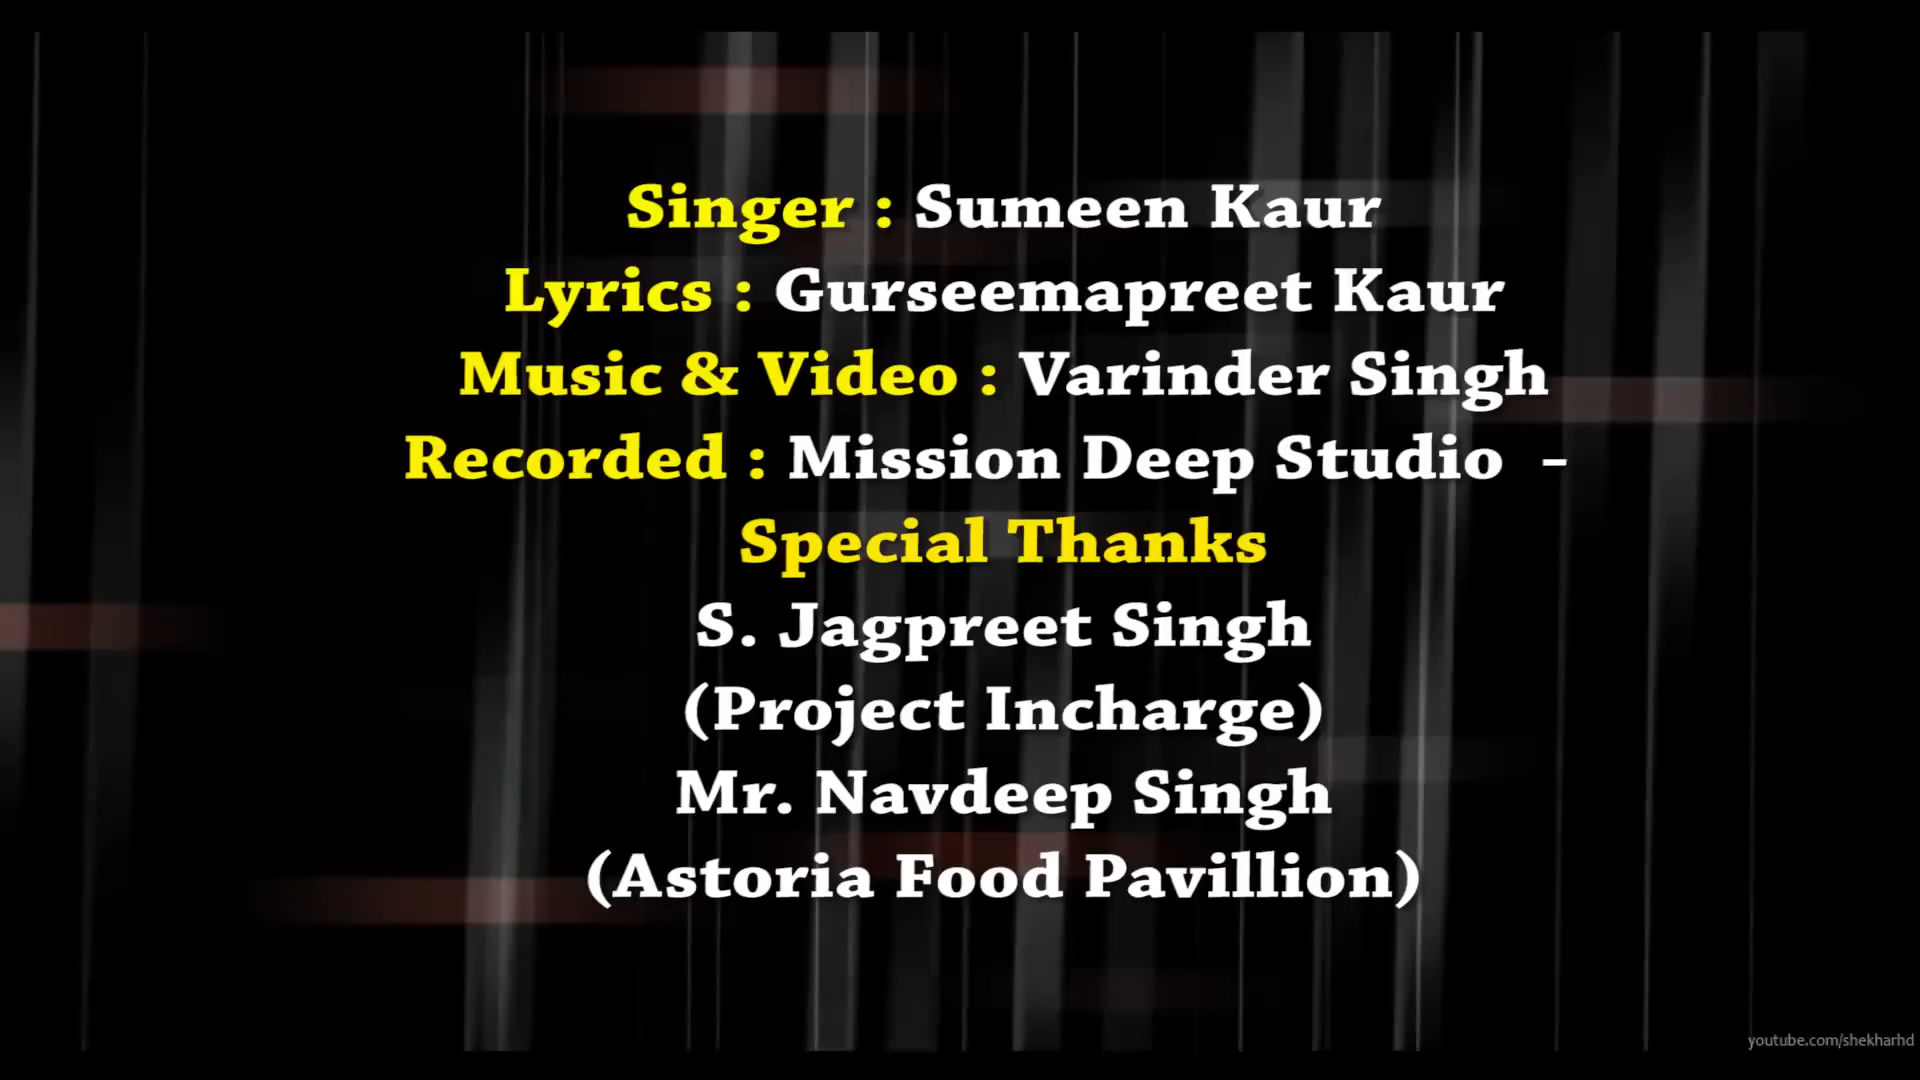 Singer : Sumeen Kaur
Lyrics : Gurseemapreet Kaur
Music & Video : Varinder Singh
Recorded : Mission Deep Studio -
Special Thanks
S. Jagpreet Singh
(Project Incharge)
Mr. Navdeep Singh
(Astoria Food Pavillion)
youtube.com/shekharhd